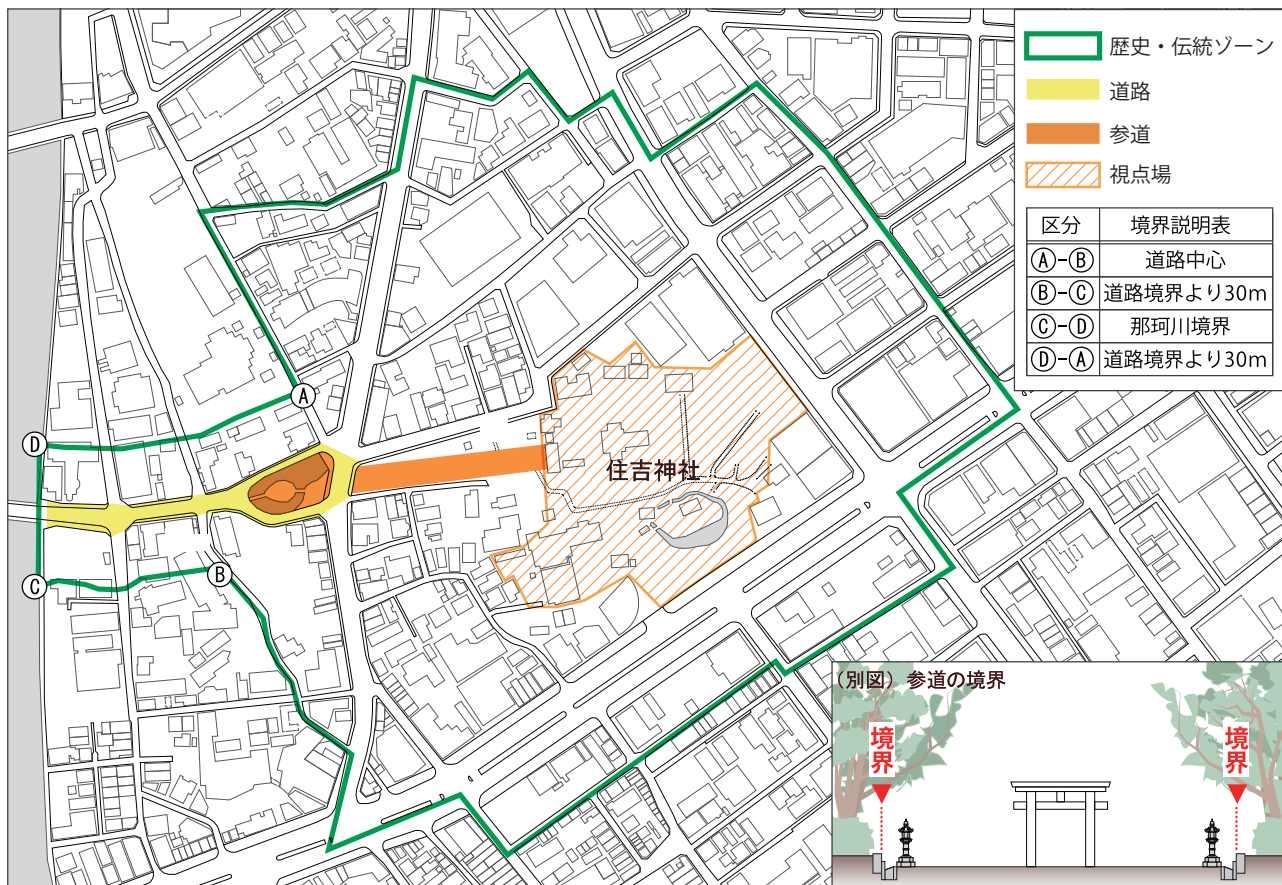 歴史・伝統ゾーン
道路
参道
視点場
区分 境界説明表
Ⓐ-Ⓑ 道路中心
Ⓑ-Ⓒ 道路境界より30m
Ⓒ-Ⓓ 那珂川境界
Ⓓ-Ⓐ 道路境界より30m
A
D
住吉神社
B
C
(別図) 参道の境界
境界
境界